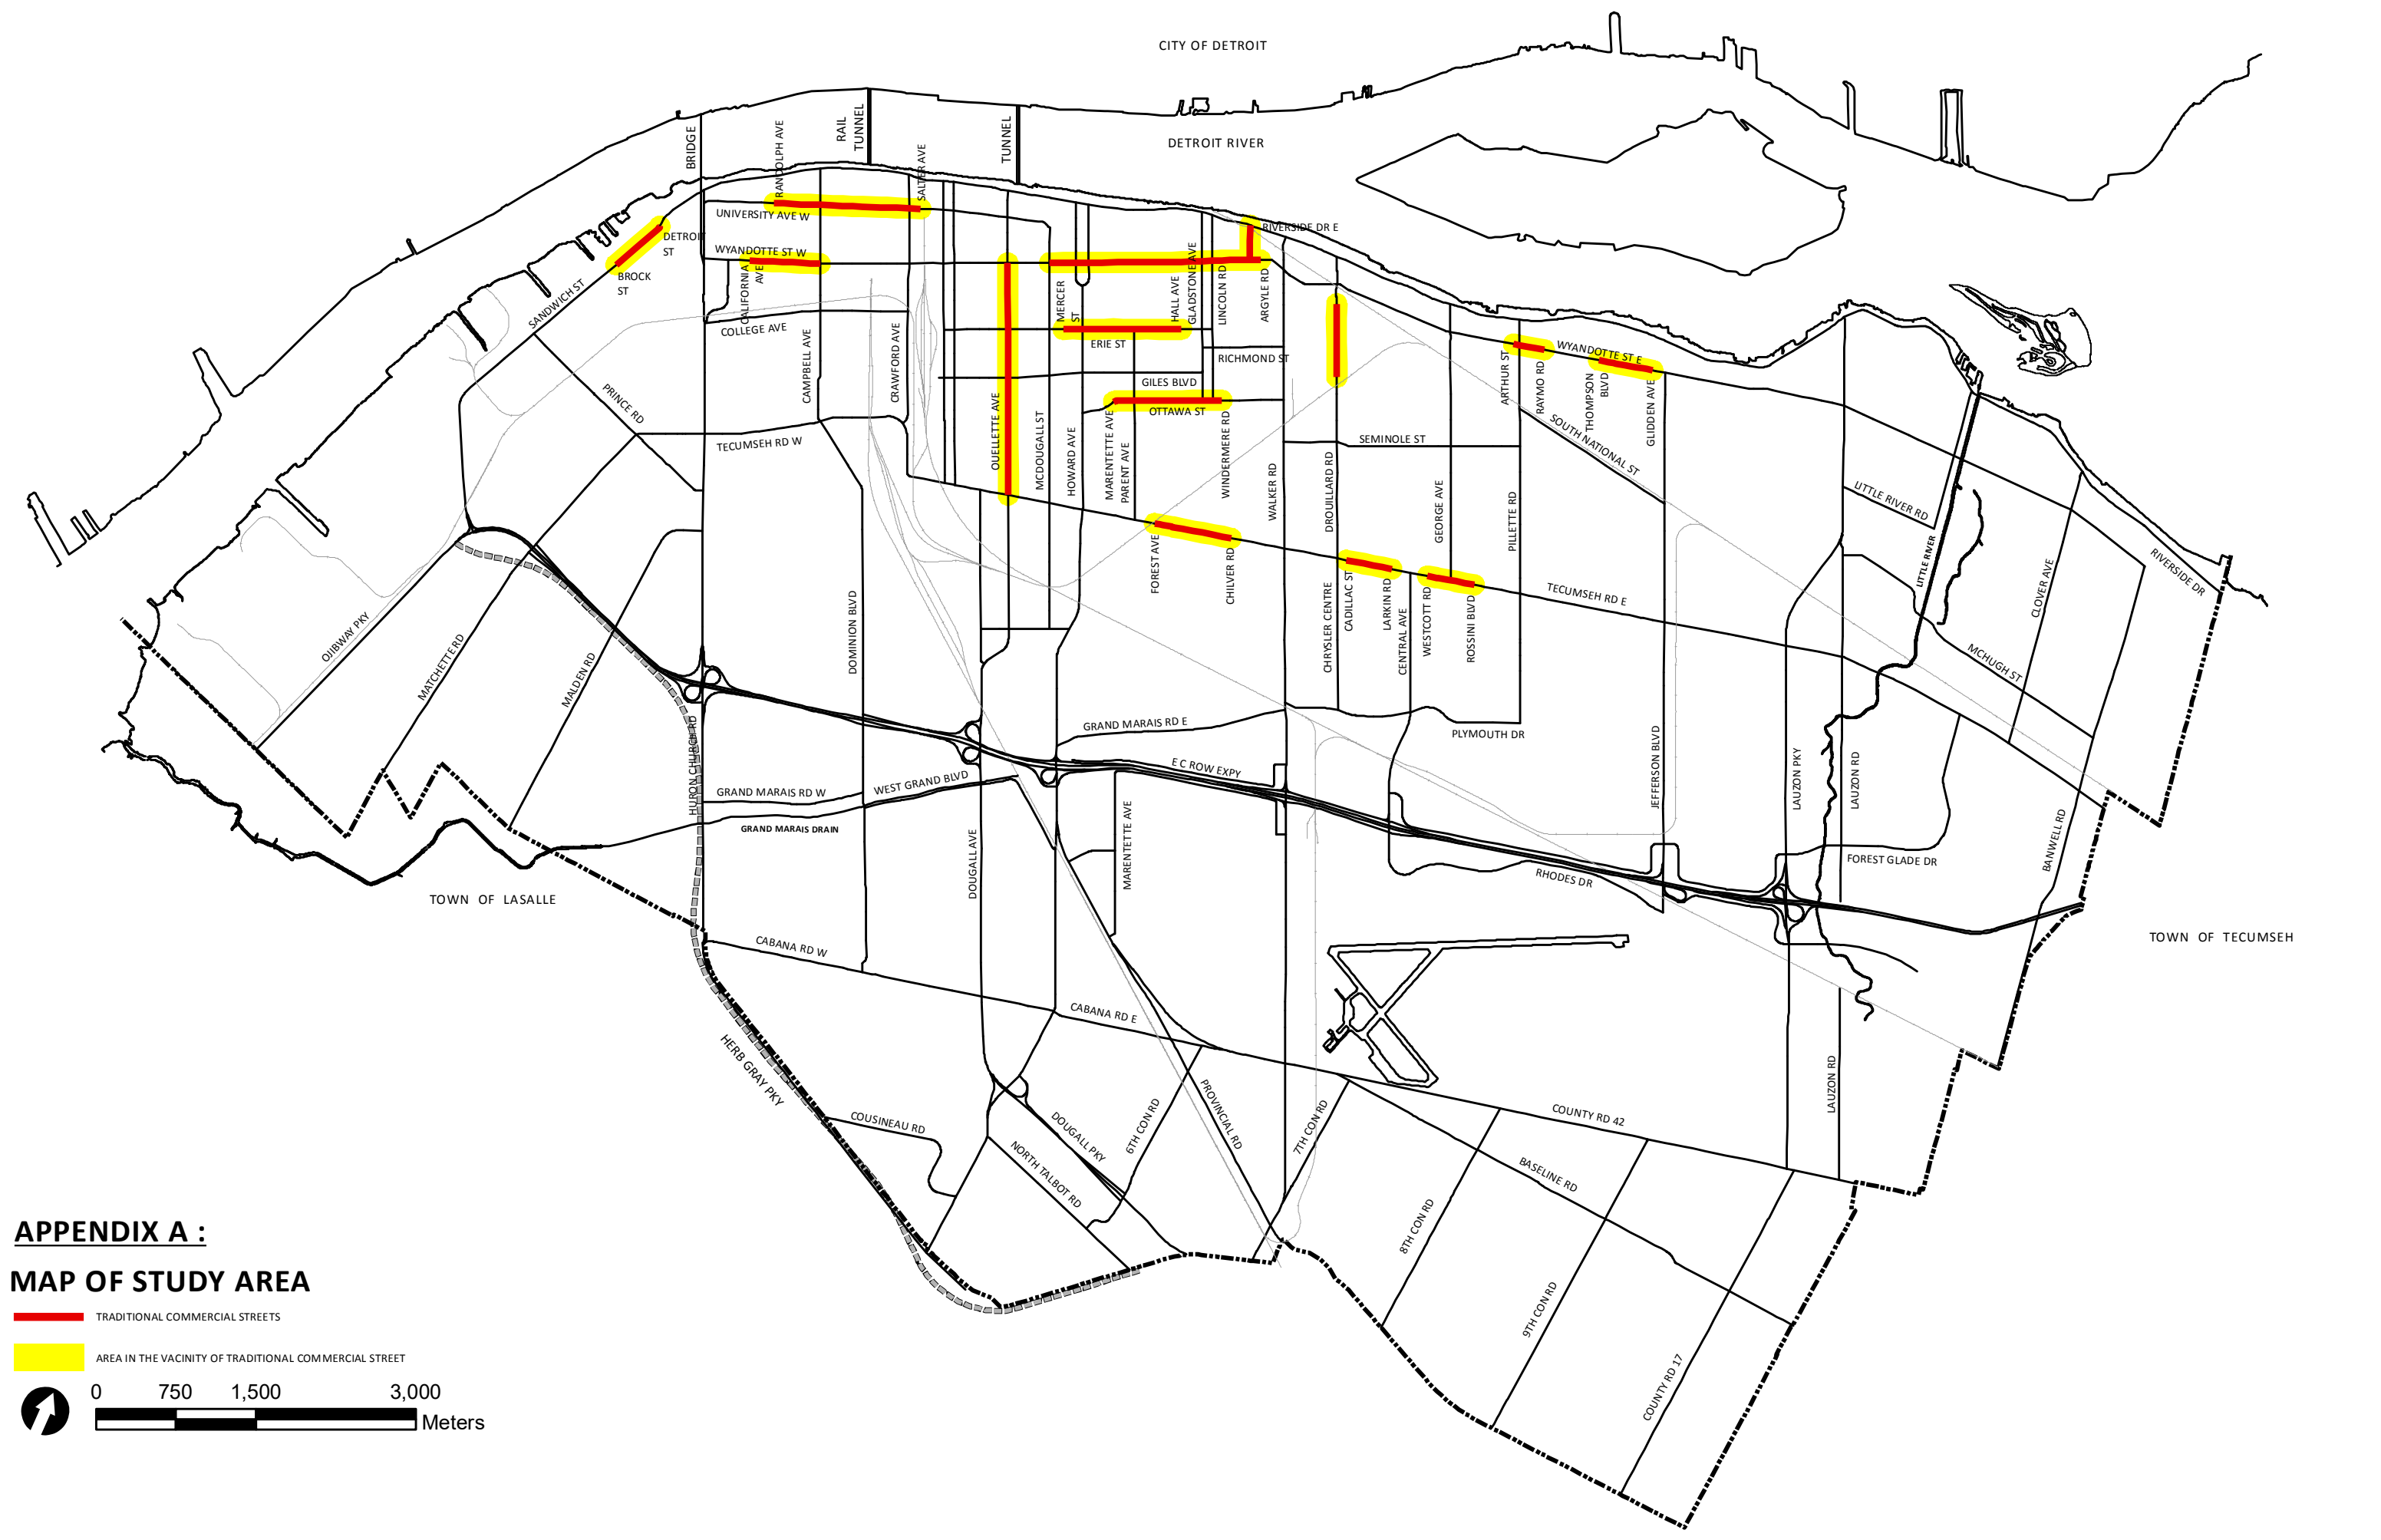 CITY OF DETROIT
DETROIT RIVER
BRIDGE
RANDOLPH AVE
RAIL
TUNNEL
SALTER AVE
TUNNEL
UNIVERSITY AVE W
DETROIT
ST
BROCK
ST
SANDWICH ST
WYANDOTTE ST W
CALIFORNIA
AVE
COLLEGE AVE
CAMPBELL AVE
CRAWFORD AVE
RIVERSIDE DR E
MERCER
ST
HALL AVE
GLADSTONE AVE
LINCOLN RD
ARGYLE RD
ERIE ST
RICHMOND ST
GILES BLVD
OTTAWA ST
OUELLETTE AVE
MCDOUGALL ST
HOWARD AVE
MARENTETTE AVE
PARENT AVE
WINDERMERE RD
WALKER RD
DROUILLARD RD
SEMINOLE ST
GEORGE AVE
PILLETTE RD
ARTHUR ST
RAYMO RD
WYANDOTTE ST E
THOMPSON
BLVD
GLIDDEN AVE
SOUTH NATIONAL ST
PRINCE RD
TECUMSEH RD W
LITTLE RIVER RD
LITTLE RIVER
CLOVER AVE
RIVERSIDE DR
MCHUGH ST
FOREST AVE
CHILVER RD
CHRYSLER CENTRE
CADILLAC ST
LARKIN RD
CENTRAL AVE
WESTCOTT RD
ROSSINI BLVD
TECUMSEH RD E
OJIBWAY PKY
MATCHETTE RD
MALDEN RD
DOMINION BLVD
HURON CHURCH RD
GRAND MARAIS RD E
PLYMOUTH DR
E C ROW EXPY
JEFFERSON BLVD
LAUZON PKY
LAUZON RD
GRAND MARAIS RD W
WEST GRAND BLVD
GRAND MARAIS DRAIN
DOUGALL AVE
MARENTETTE AVE
RHODES DR
FOREST GLADE DR
BANWELL RD
TOWN OF LASALLE
TOWN OF TECUMSEH
CABANA RD W
CABANA RD E
HERB GRAY PKY
COUSINEAU RD
DOUGALL PKY
NORTH TALBOT RD
6TH CON RD
PROVINCIAL RD
7TH CON RD
COUNTY RD 42
LAUZON RD
BASELINE RD
8TH CON RD
9TH CON RD
COUNTY RD 17
APPENDIX A :
MAP OF STUDY AREA
TRADITIONAL COMMERCIAL STREETS
AREA IN THE VACINITY OF TRADITIONAL COMMERCIAL STREET
0 750 1,500 3,000
Meters